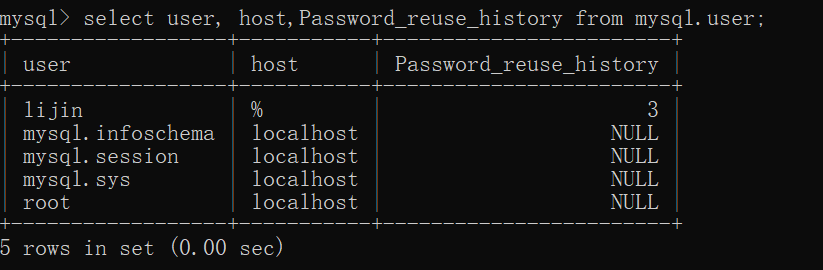 mysql> select user, host,Password_reuse_history from mysql.user;
+------------------+-----------+------------------------+
| user             | host      | Password_reuse_history |
+------------------+-----------+------------------------+
| lijin            | %         |                      3 |
| mysql.infoschema | localhost |                   NULL |
| mysql.session    | localhost |                   NULL |
| mysql.sys        | localhost |                   NULL |
| root             | localhost |                   NULL |
+------------------+-----------+------------------------+
5 rows in set (0.00 sec)